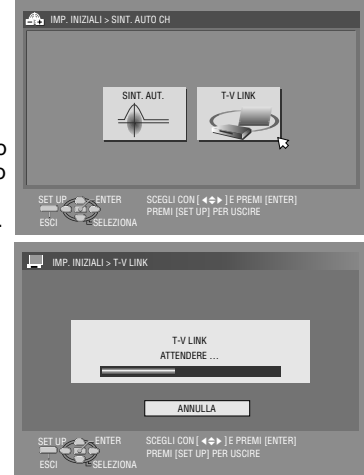 IMP. INIZIALI > SINT. AUTO CH
SINT. AUT.
T-V LINK
o
o
.
SET UP
ENTER
SCEGLI CON [ ◄♦► ] E PREMI [ENTER]
PREMI [SET UP] PER USCIRE
ESCI
SELEZIONA
IMP. INIZIALI > T-V LINK
T-V LINK
ATTENDERE ...
ANNULLA
SET UP
ENTER
SCEGLI CON [ ◄♦► ] E PREMI [ENTER]
PREMI [SET UP] PER USCIRE
ESCI
SELEZIONA